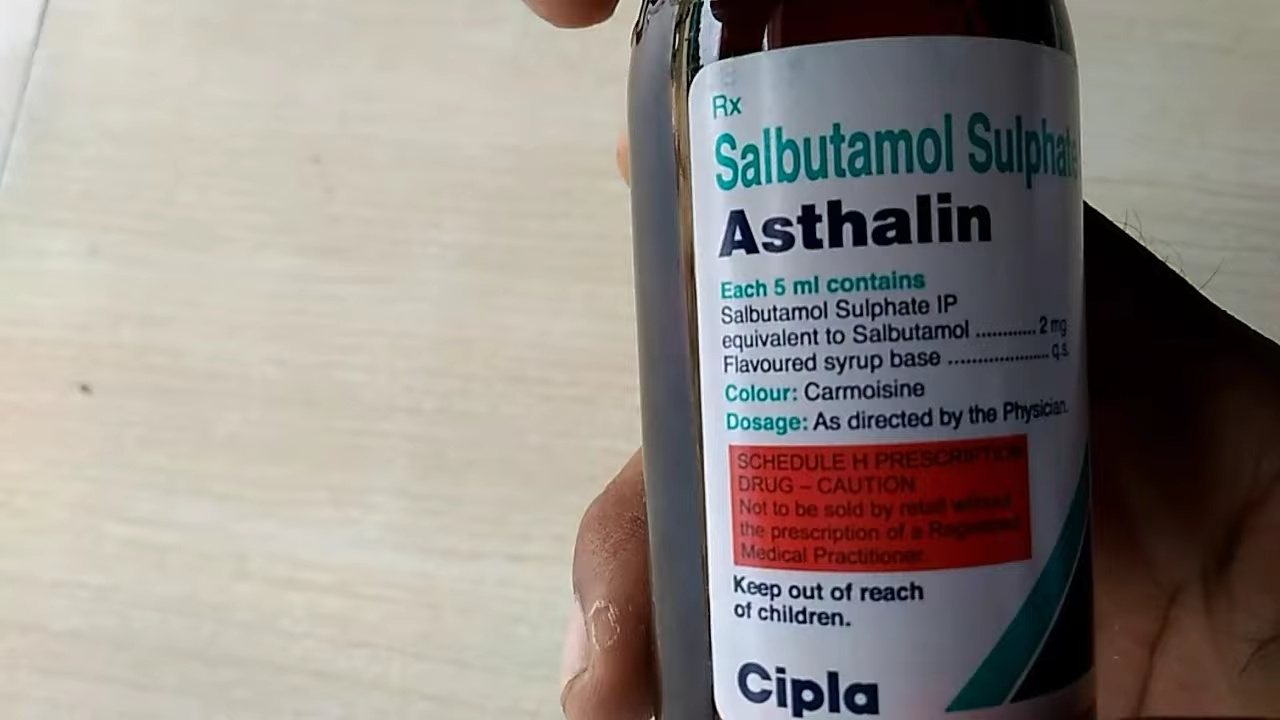 Rx
Salbutamol Sulphate
Asthalin
Each 5 ml contains
Salbutamol Sulphate IP
equivalent to Salbutamol ............ 2 mg
Flavoured syrup base .................... q.s.
Colour: Carmoisine
Dosage: As directed by the Physician.
SCHEDULE H PRESCRIPTION
DRUG – CAUTION
Not to be sold by retail without
the prescription of a Registered
Medical Practitioner.
Keep out of reach
of children.
Cipla